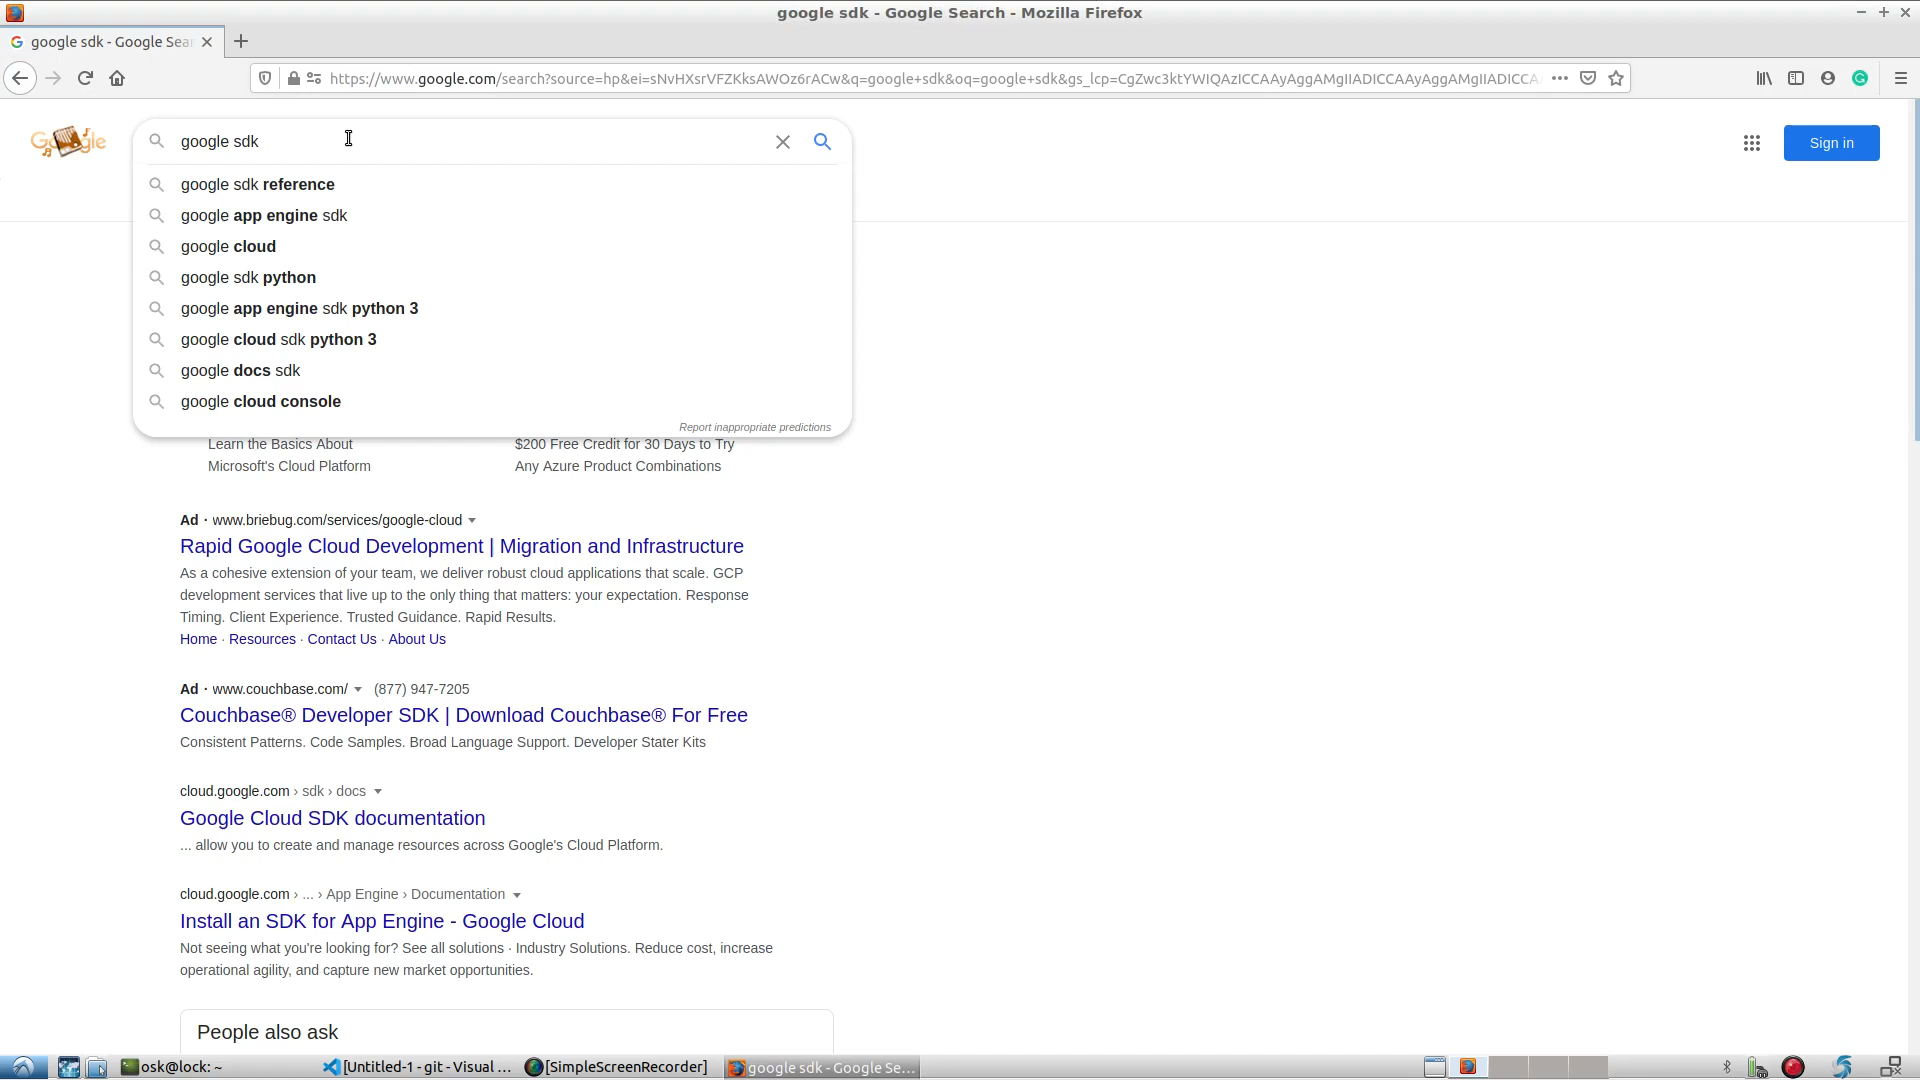 google sdk - Google Search - Mozilla Firefox
google sdk - Google Sear
https://www.google.com/search?source=hp&ei=sNvHXsrVFZKksAWOz6rACw&q=google+sdk&oq=google+sdk&gs_lcp=CgZwc3ktYWIQAzICCAAyAggAMgIIADICCAAyAggAMgIIADICCA
Google
google sdk
Sign in
google sdk reference
google app engine sdk
google cloud
google sdk python
google app engine sdk python 3
google cloud sdk python 3
google docs sdk
google cloud console
Report inappropriate predictions
Learn the Basics About
Microsoft's Cloud Platform
$200 Free Credit for 30 Days to Try
Any Azure Product Combinations
Ad · www.briebug.com/services/google-cloud
Rapid Google Cloud Development | Migration and Infrastructure
As a cohesive extension of your team, we deliver robust cloud applications that scale. GCP
development services that live up to the only thing that matters: your expectation. Response
Timing. Client Experience. Trusted Guidance. Rapid Results.
Home · Resources · Contact Us · About Us
Ad · www.couchbase.com/ (877) 947-7205
Couchbase® Developer SDK | Download Couchbase® For Free
Consistent Patterns. Code Samples. Broad Language Support. Developer Stater Kits
cloud.google.com › sdk › docs
Google Cloud SDK documentation
... allow you to create and manage resources across Google's Cloud Platform.
cloud.google.com › ... › App Engine › Documentation
Install an SDK for App Engine - Google Cloud
Not seeing what you're looking for? See all solutions · Industry Solutions. Reduce cost, increase
operational agility, and capture new market opportunities.
People also ask
osk@lock: ~
[Untitled-1 - git - Visual ...
[SimpleScreenRecorder]
google sdk - Google Se...